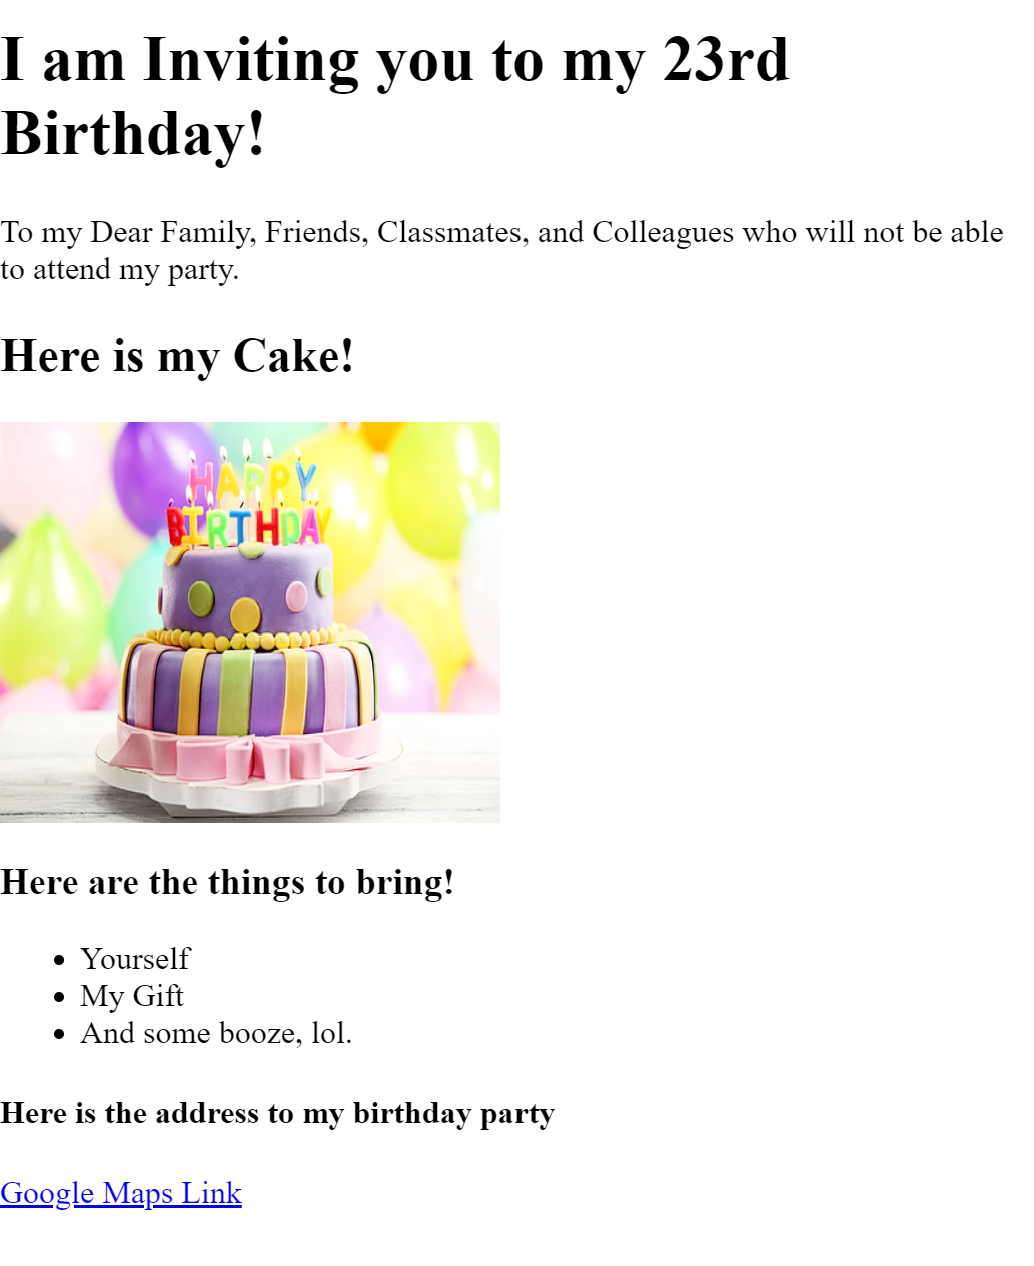 I am Inviting you to my 23rd
Birthday!
To my Dear Family, Friends, Classmates, and Colleagues who will not be able
to attend my party.
Here is my Cake!
HAPPY
BIRTHDAY
Here are the things to bring!
• Yourself
• My Gift
• And some booze, lol.
Here is the address to my birthday party
Google Maps Link